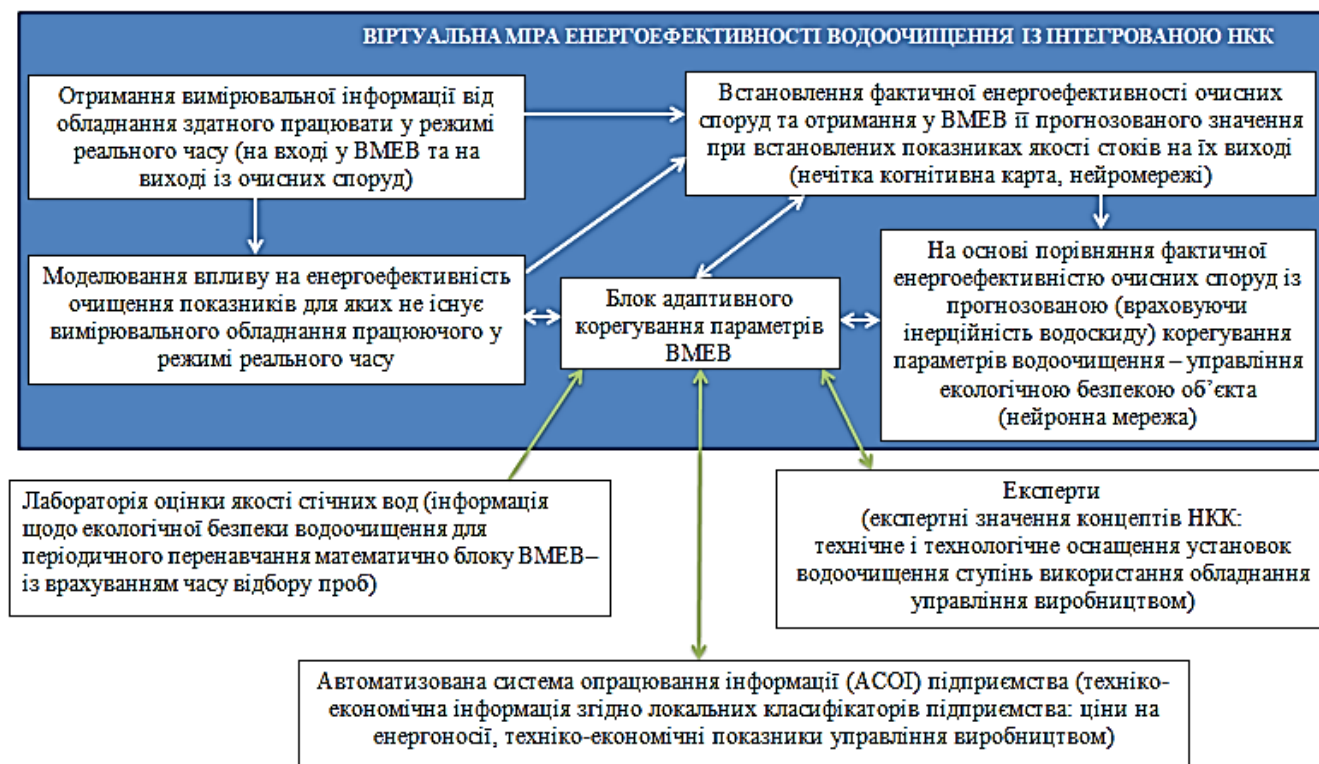 ВІРТУАЛЬНА МІРА ЕНЕРГОЕФЕКТИВНОСТІ ВОДООЧИЩЕННЯ ІЗ ІНТЕГРОВАНОЮ НКК
Отримання вимірювальної інформації від
обладнання здатного працювати у режимі
реального часу (на вході у ВМЕВ та на
виході із очисних споруд)
Встановлення фактичної енергоефективності очисних
споруд та отримання у ВМЕВ її прогнозованого значення
при встановлених показниках якості стоків на їх виході
(нечітка когнітивна карта, нейромережі)
Моделювання впливу на енергоефективність
очищення показників для яких не існує
вимірювального обладнання працюючого у
режимі реального часу
Блок адаптивного
корегування параметрів
ВМЕВ
На основі порівняння фактичної
енергоефективністю очисних споруд із
прогнозованою (враховуючи
інерційність водоскиду) корегування
параметрів водоочищення – управління
екологічною безпекою об’єкта
(нейронна мережа)
Лабораторія оцінки якості стічних вод (інформація
щодо екологічної безпеки водоочищення для
періодичного перенавчання математично блоку ВМЕВ–
із врахуванням часу відбору проб)
Експерти
(експертні значення концептів НКК:
технічне і технологічне оснащення установок
водоочищення ступінь використання обладнання
управління виробництвом)
Автоматизована система опрацювання інформації (АСОІ) підприємства (техніко-
економічна інформація згідно локальних класифікаторів підприємства: ціни на
енергоносії, техніко-економічні показники управління виробництвом)